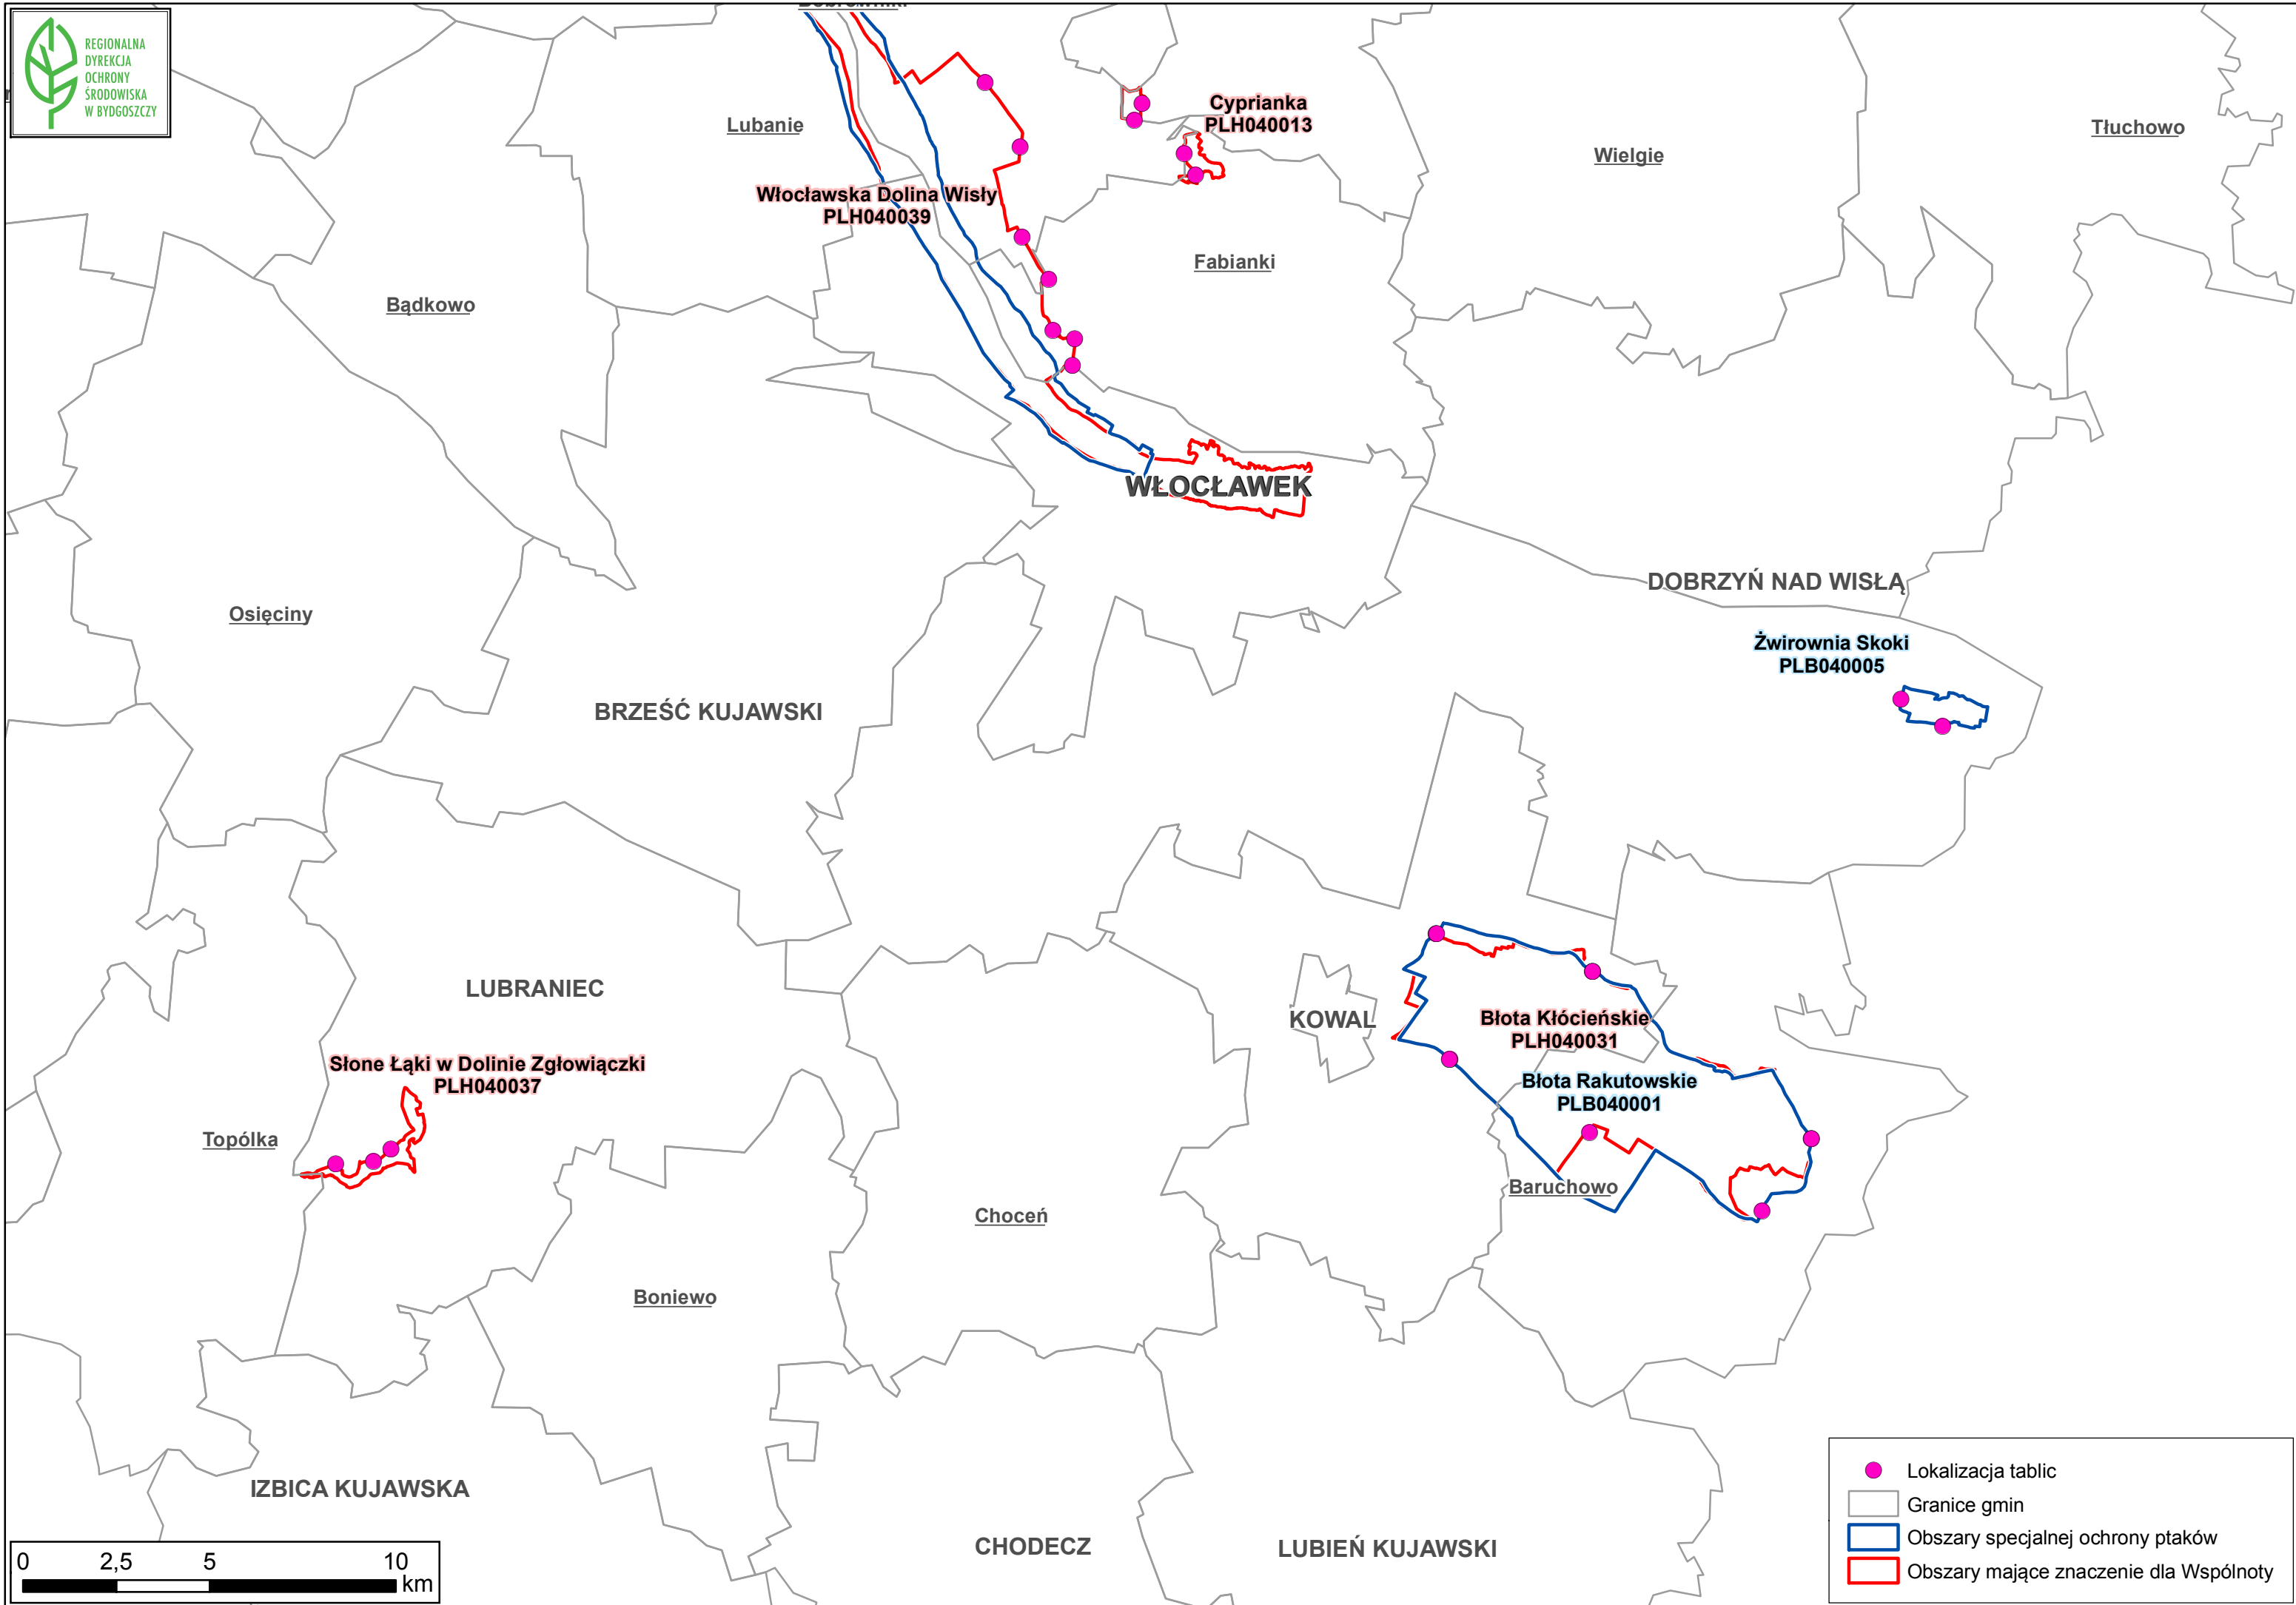 REGIONALNA
DYREKCJA
OCHRONY
ŚRODOWISKA
W BYDGOSZCZY
Lubanie
Cyprianka
PLH040013
Wielgie
Tłuchowo
Włocławska Dolina Wisły
PLH040039
Fabianki
Bądkowo
WŁOCŁAWEK
DOBRZYŃ NAD WISŁĄ
Osięciny
Żwirownia Skoki
PLB040005
BRZEŚĆ KUJAWSKI
LUBRANIEC
KOWAL
Błota Kłócieńskie
PLH040031
Słone Łąki w Dolinie Zgłowiączki
PLH040037
Błota Rakutowskie
PLB040001
Topólka
Baruchowo
Choceń
Boniewo
IZBICA KUJAWSKA
CHODECZ
LUBIEŃ KUJAWSKI
Lokalizacja tablic
Granice gmin
Obszary specjalnej ochrony ptaków
Obszary mające znaczenie dla Wspólnoty
0 2,5 5 10
km